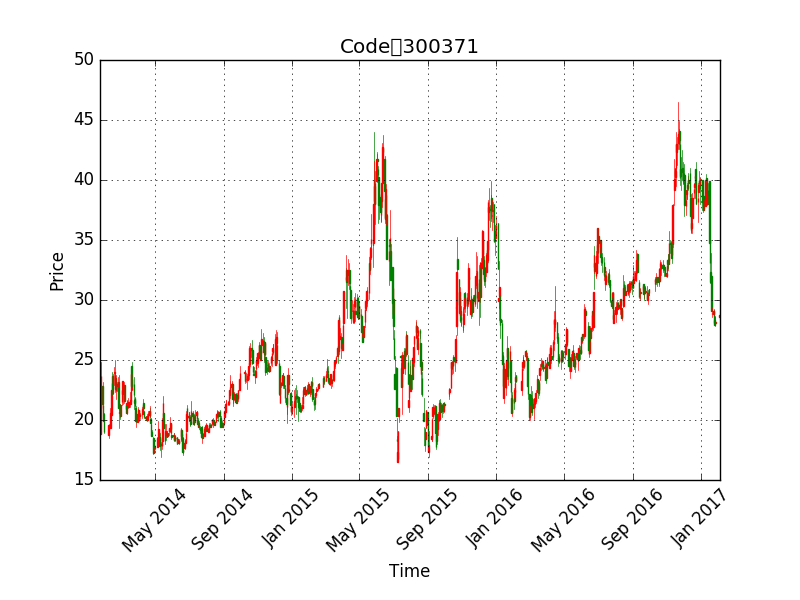 Code▯300371
50
45
40
35
30
25
20
15
Price
May 2014
Sep 2014
Jan 2015
May 2015
Sep 2015
Jan 2016
May 2016
Sep 2016
Jan 2017
Time